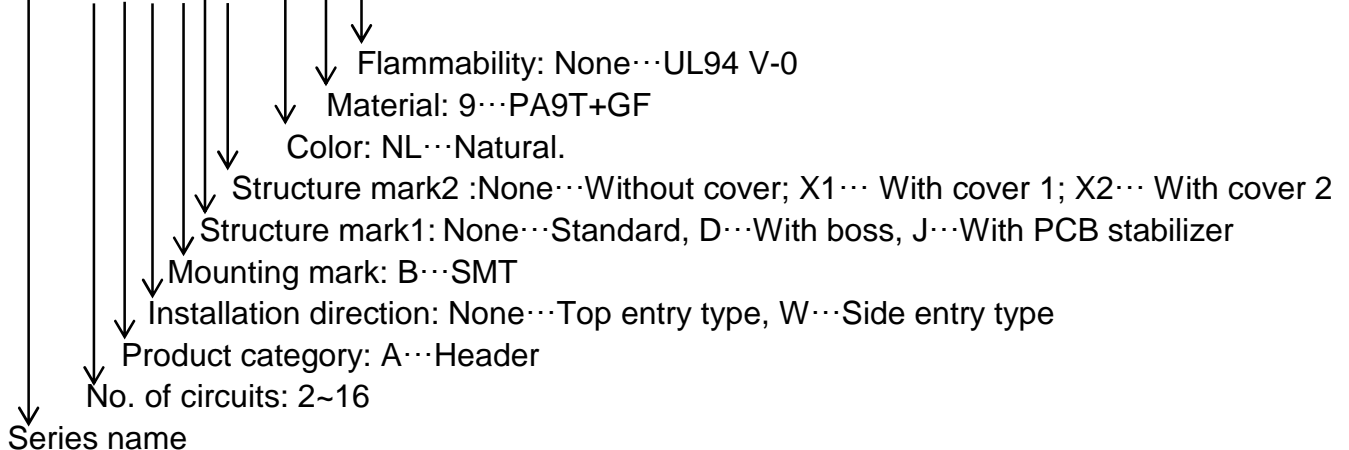 Flammability: None···UL94 V-0
Material: 9···PA9T+GF
Color: NL···Natural.
Structure mark2 :None···Without cover; X1··· With cover 1; X2··· With cover 2
Structure mark1: None···Standard, D···With boss, J···With PCB stabilizer
Mounting mark: B···SMT
Installation direction: None···Top entry type, W···Side entry type
Product category: A···Header
No. of circuits: 2~16
Series name